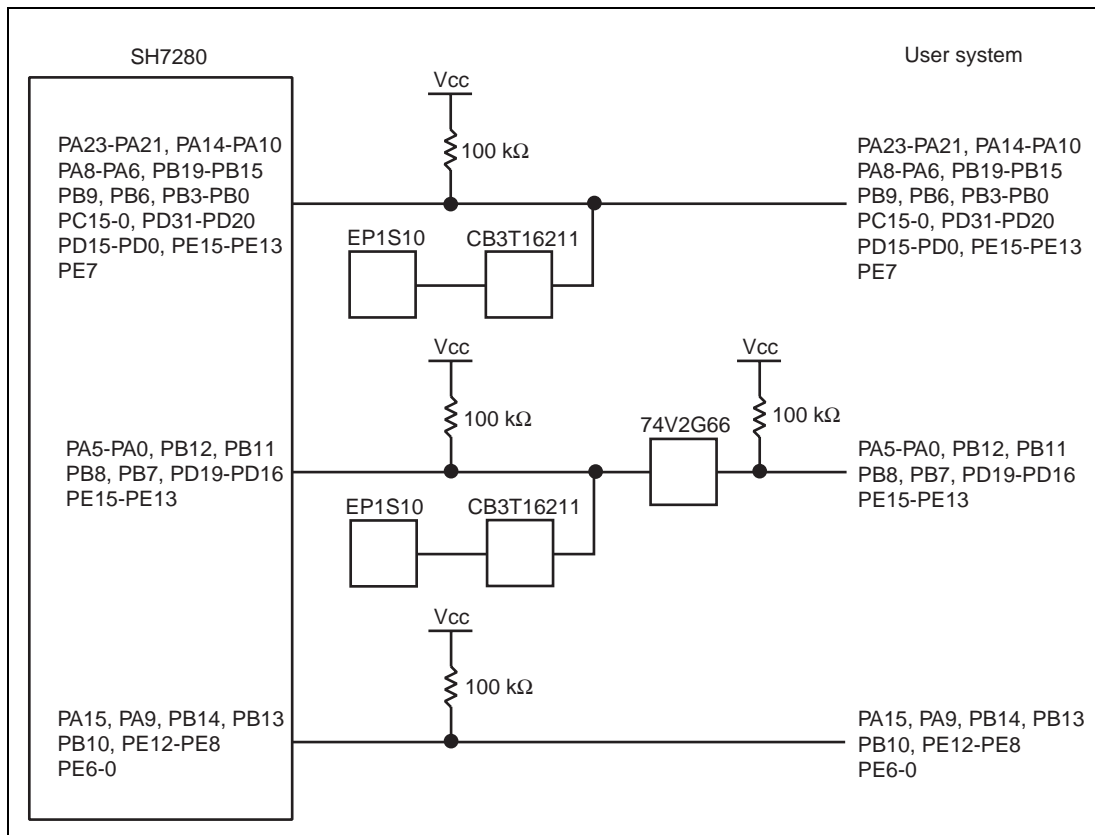 SH7280
User system
Vcc
100 kΩ
PA23-PA21, PA14-PA10
PA8-PA6, PB19-PB15
PB9, PB6, PB3-PB0
PC15-0, PD31-PD20
PD15-PD0, PE15-PE13
PE7
EP1S10
CB3T16211
PA23-PA21, PA14-PA10
PA8-PA6, PB19-PB15
PB9, PB6, PB3-PB0
PC15-0, PD31-PD20
PD15-PD0, PE15-PE13
PE7
Vcc
100 kΩ
Vcc
100 kΩ
74V2G66
PA5-PA0, PB12, PB11
PB8, PB7, PD19-PD16
PE15-PE13
EP1S10
CB3T16211
PA5-PA0, PB12, PB11
PB8, PB7, PD19-PD16
PE15-PE13
Vcc
100 kΩ
PA15, PA9, PB14, PB13
PB10, PE12-PE8
PE6-0
PA15, PA9, PB14, PB13
PB10, PE12-PE8
PE6-0